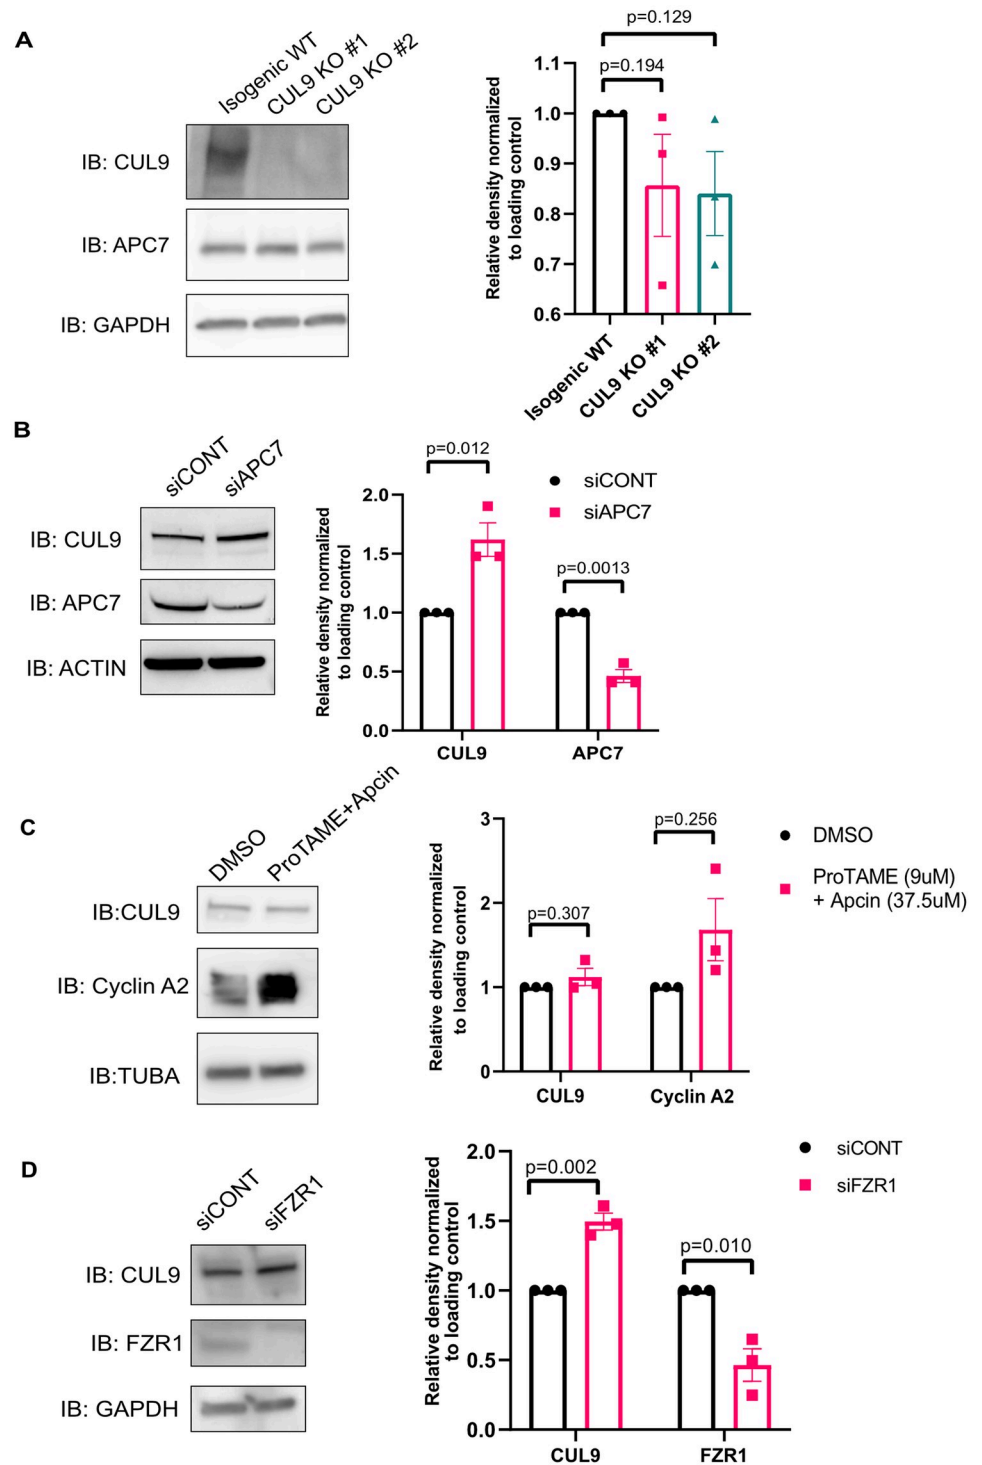 A
Isogenic WT
CUL9 KO #1
CUL9 KO #2
IB: CUL9
IB: APC7
IB: GAPDH
p=0.129
p=0.194
Relative density normalized
to loading control
1.1
1.0
0.9
0.8
0.7
0.6
Isogenic WT
CUL9 KO #1
CUL9 KO #2
B
siCONT
siAPC7
IB: CUL9
IB: APC7
IB: ACTIN
p=0.012
p=0.0013
siCONT
siAPC7
Relative density normalized
to loading control
2.0
1.5
1.0
0.5
0.0
CUL9
APC7
C
DMSO
ProTAME+Apcin
IB:CUL9
IB: Cyclin A2
IB:TUBA
p=0.307
p=0.256
Relative density normalized
to loading control
3
2
1
0
CUL9
Cyclin A2
DMSO
ProTAME (9uM)
+ Apcin (37.5uM)
D
siCONT
siFZR1
IB: CUL9
IB: FZR1
IB: GAPDH
p=0.002
p=0.010
Relative density normalized
to loading control
2.0
1.5
1.0
0.5
0.0
CUL9
FZR1
siCONT
siFZR1